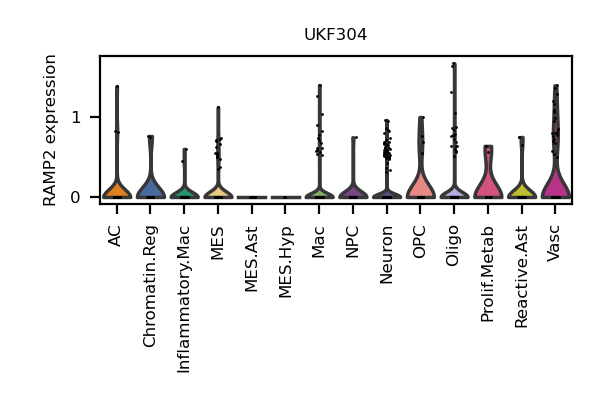 UKF304
RAMP2 expression
1
0
AC
Chromatin.Reg
Inflammatory.Mac
MES
MES.Ast
MES.Hyp
Mac
NPC
Neuron
OPC
Oligo
Prolif.Metab
Reactive.Ast
Vasc